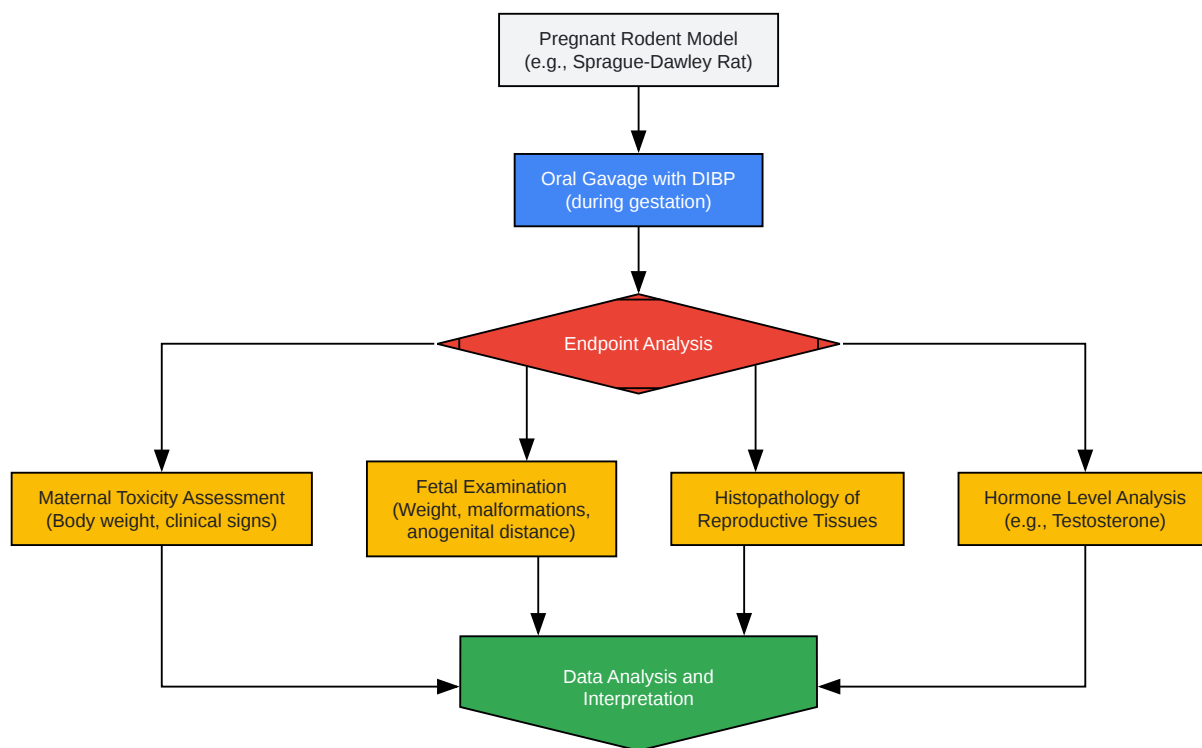 Pregnant Rodent Model
(e.g., Sprague-Dawley Rat)
Oral Gavage with DIBP
(during gestation)
Endpoint Analysis
Maternal Toxicity Assessment
(Body weight, clinical signs)
Fetal Examination
(Weight, malformations,
anogenital distance)
Histopathology of
Reproductive Tissues
Hormone Level Analysis
(e.g., Testosterone)
Data Analysis and
Interpretation